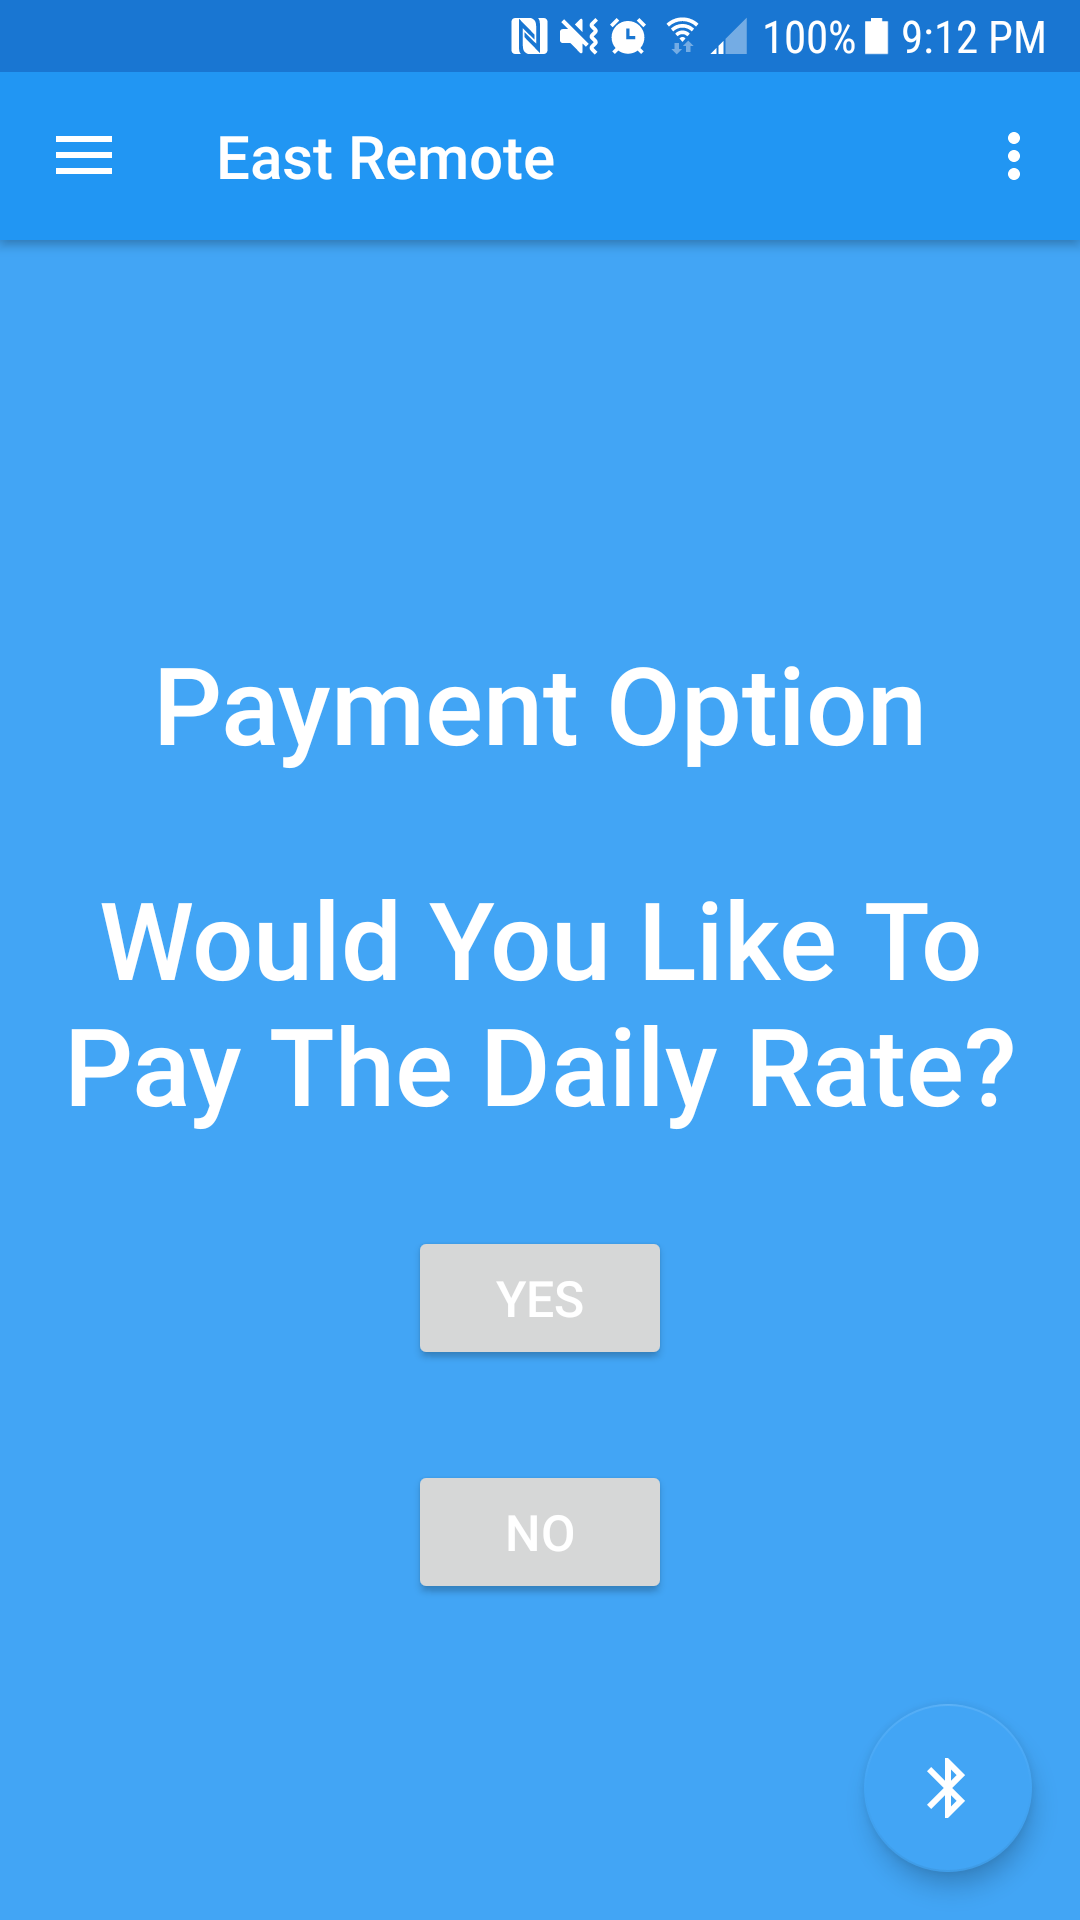 100% 9:12 PM
East Remote
Payment Option
Would You Like To
Pay The Daily Rate?
YES
NO